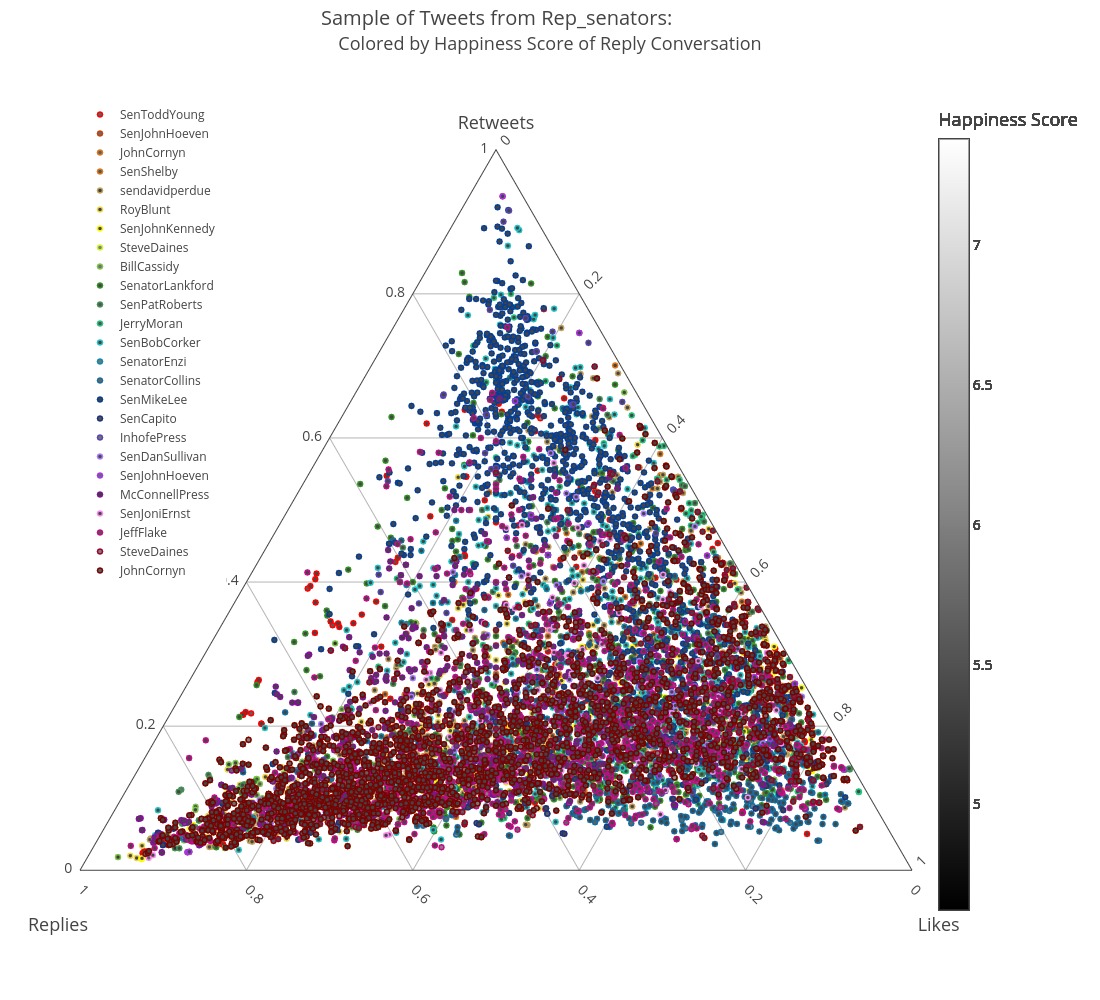 Sample of Tweets from Rep_senators:
Colored by Happiness Score of Reply Conversation
SenToddYoung
SenJohnHoeven
JohnCornyn
SenShelby
sendavidperdue
RoyBlunt
SenJohnKennedy
SteveDaines
BillCassidy
SenatorLankford
SenPatRoberts
JerryMoran
SenBobCorker
SenatorEnzi
SenatorCollins
SenMikeLee
SenCapito
InhofePress
SenDanSullivan
SenJohnHoeven
McConnellPress
SenJoniErnst
JeffFlake
SteveDaines
JohnCornyn
Retweets
1
0.8
0.6
.4
0.2
0
0
0.2
0.4
0.6
0.8
1
1
0.8
0.6
0.4
0.2
0
Replies
Likes
Happiness Score
7
6.5
6
5.5
5